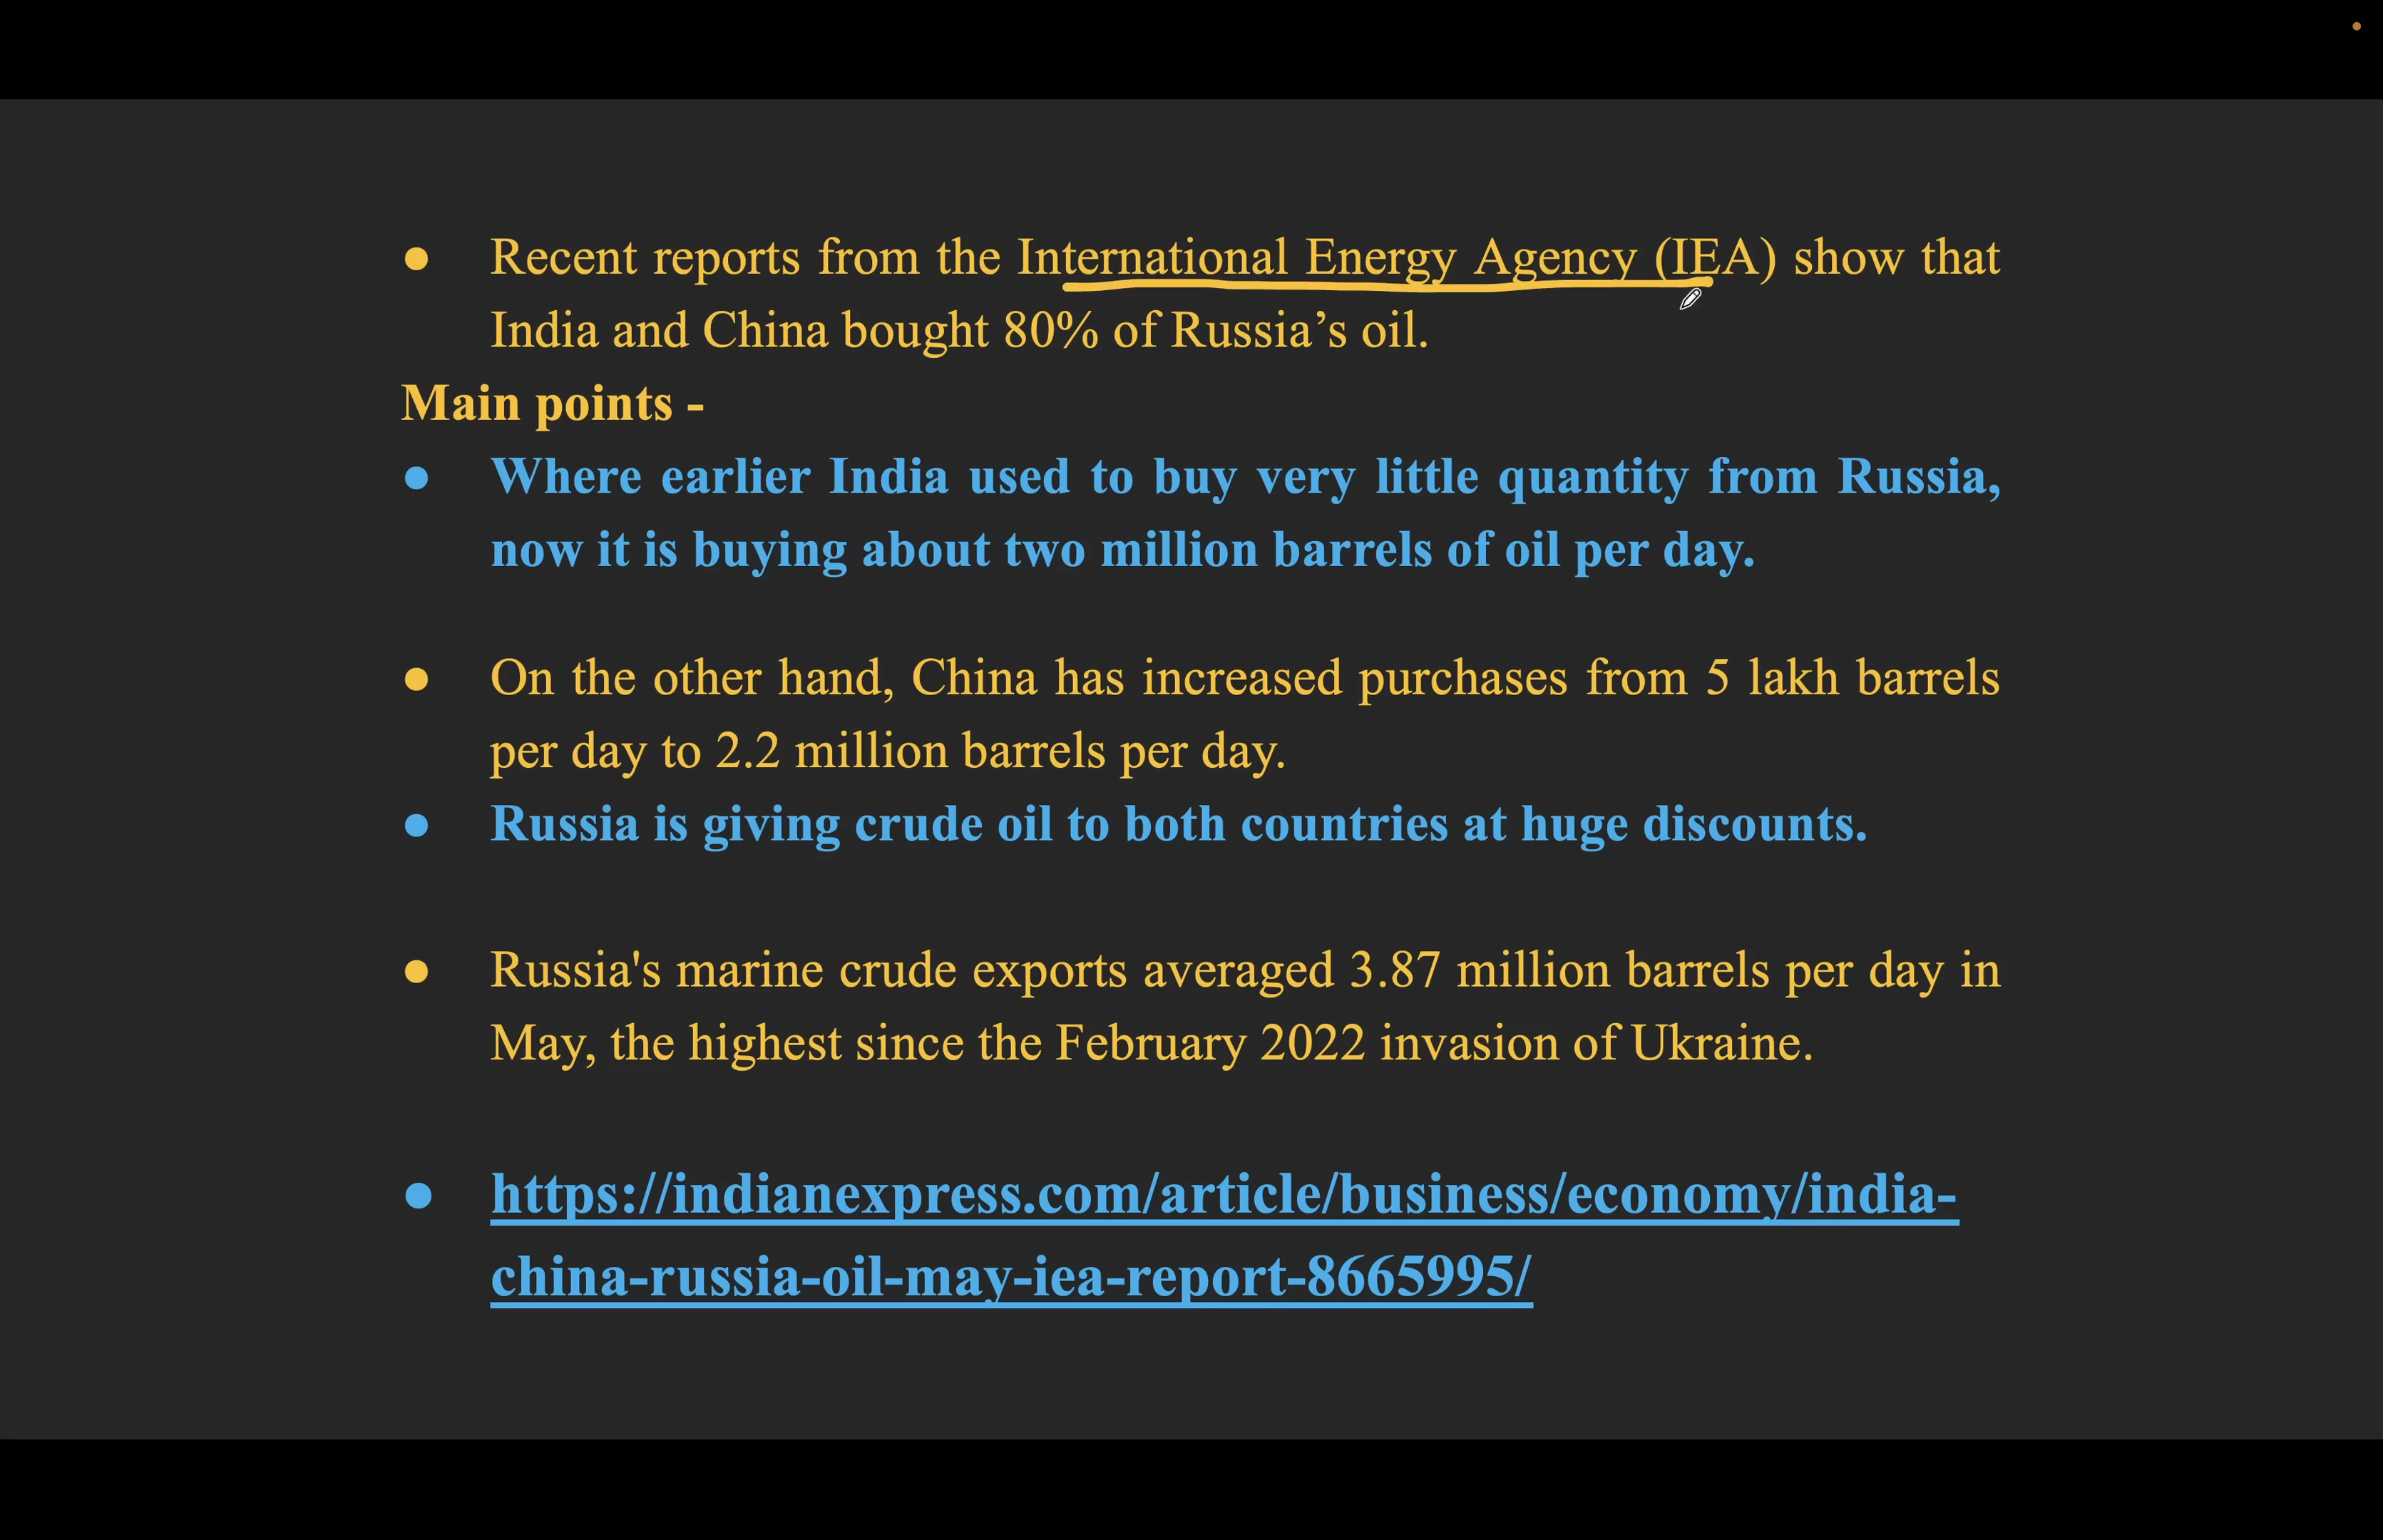 ● Recent reports from the International Energy Agency (IEA) show that
India and China bought 80% of Russia’s oil.
Main points -
● Where earlier India used to buy very little quantity from Russia,
now it is buying about two million barrels of oil per day.
● On the other hand, China has increased purchases from 5 lakh barrels
per day to 2.2 million barrels per day.
● Russia is giving crude oil to both countries at huge discounts.
● Russia's marine crude exports averaged 3.87 million barrels per day in
May, the highest since the February 2022 invasion of Ukraine.
● https://indianexpress.com/article/business/economy/india-
china-russia-oil-may-iea-report-8665995/